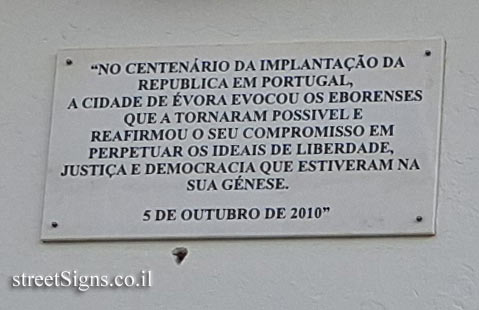 “NO CENTENÁRIO DA IMPLANTAÇÃO DA
REPUBLICA EM PORTUGAL,
A CIDADE DE ÉVORA EVOCOU OS EBORENSES
QUE A TORNARAM POSSIVEL E
REAFIRMOU O SEU COMPROMISSO EM
PERPETUAR OS IDEAIS DE LIBERDADE,
JUSTIÇA E DEMOCRACIA QUE ESTIVERAM NA
SUA GÉNESE.
5 DE OUTUBRO DE 2010”
streetSigns.co.il